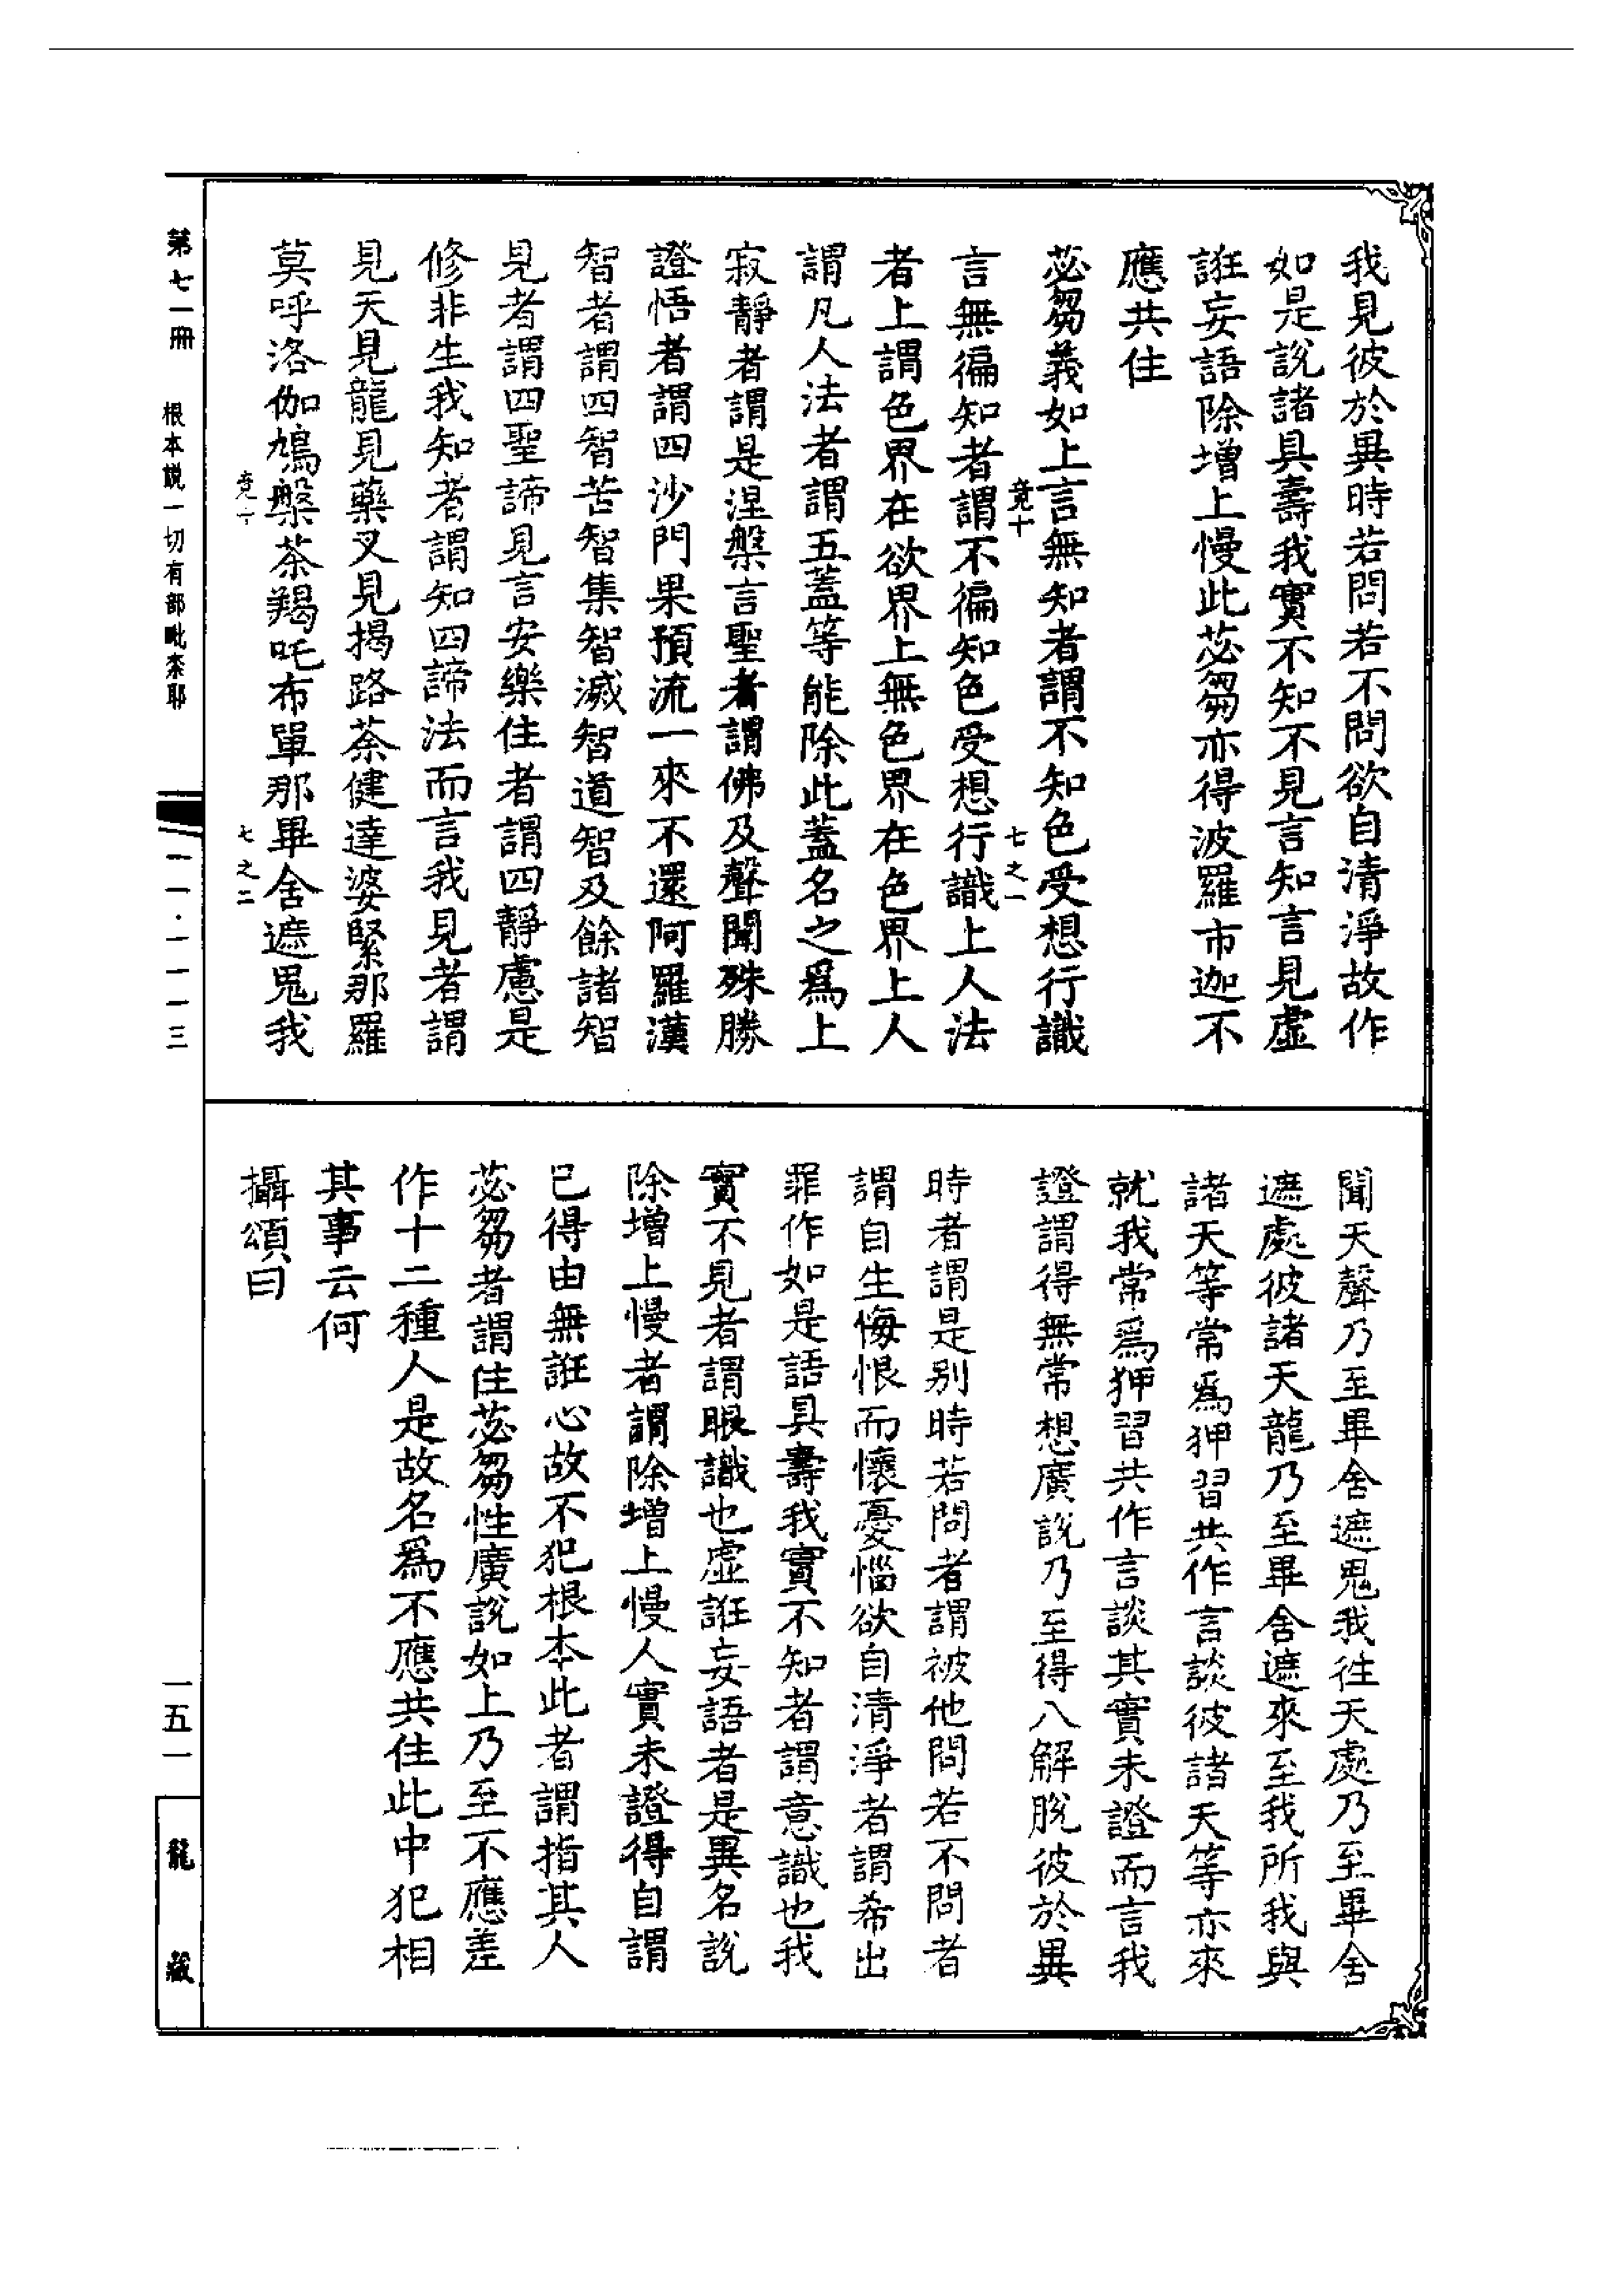 我見彼於異時若問若不問欲自清淨故作
如是說諸具壽我實不知不見言知言見虛
誑妄語除增上慢此苾芻亦得波羅市迦不
應共住
苾芻義如上言無知者謂不知色受想行識
竟十 七之一
言無徧知者謂不徧知色受想行識上人法
者上謂色界在欲界上無色界在色界上人
謂凡人法者謂五蓋等能除此蓋名之爲上
寂靜者謂是涅槃言聖者謂佛及聲聞殊勝
證悟者謂四沙門果預流一來不還阿羅漢
智者謂四智苦智集智滅智道智及餘諸智
見者謂四聖諦見言安樂住者謂四靜慮是
修非生我知者謂知四諦法而言我見者謂
見天見龍見藥叉見揭路荼健達婆緊那羅
莫呼洛伽鳩槃荼羯吒布單那畢舍遮鬼我
竟十 七之二
聞天聲乃至畢舍遮鬼我往天處乃至畢舍
遮處彼諸天龍乃至畢舍遮來至我所我與
諸天等常爲狎習共作言談彼諸天等亦來
就我常爲狎習共作言談其實未證而言我
證謂得無常想廣說乃至得八解脫彼於異
時者謂是別時若問者謂被他問若不問者
謂自生悔恨而懷憂惱欲自清淨者謂希出
罪作如是語具壽我實不知者謂意識也我
實不見者謂眼識也虛誑妄語者是異名說
除增上慢者謂除增上慢人實未證得自謂
已得由無誑心故不犯根本此者謂指其人
苾芻者謂住苾芻性廣說如上乃至不應差
作十二種人是故名爲不應共住此中犯相
其事云何
攝頌曰
第七一冊 根本説一切有部毗奈耶 一一·一一一三 一五一 龍藏